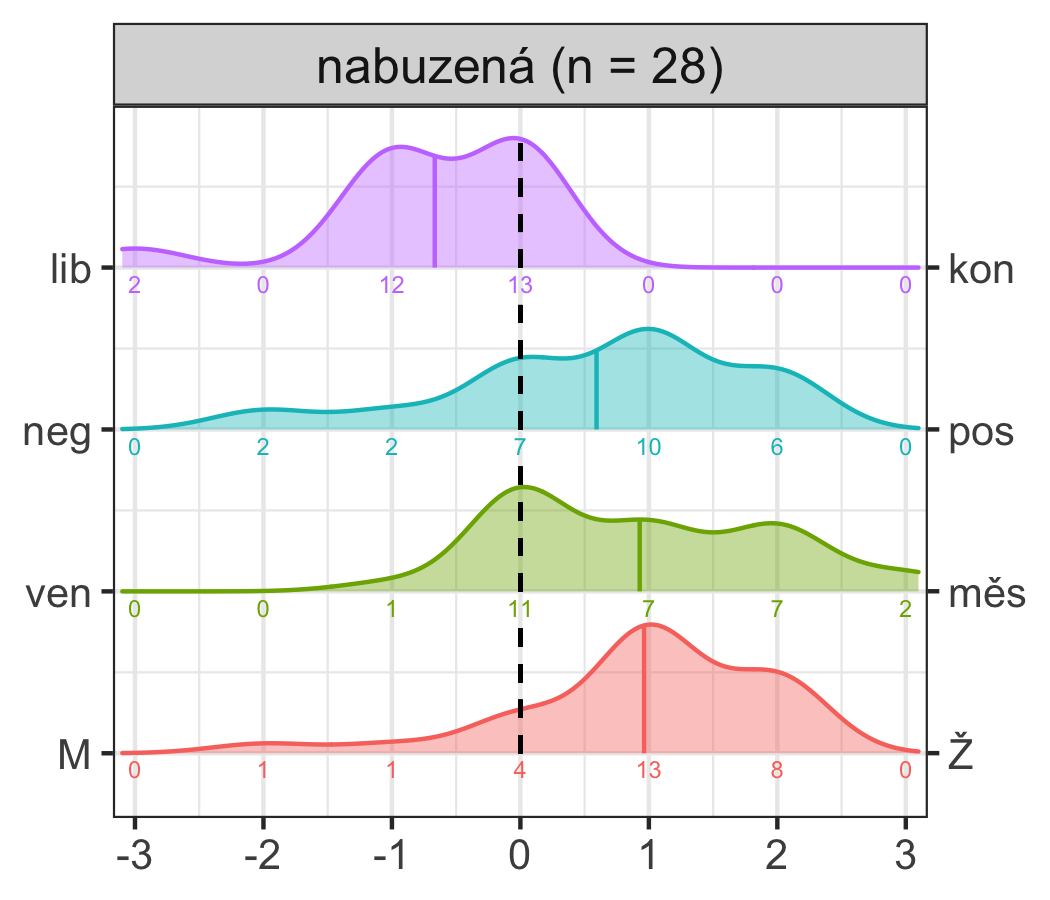 nabuzená (n = 28)
lib kon
2 0 12 13 0 0 0
neg pos
0 2 2 7 10 6 0
ven měs
0 0 1 11 7 7 2
M Ž
0 1 1 4 13 8 0
-3 -2 -1 0 1 2 3